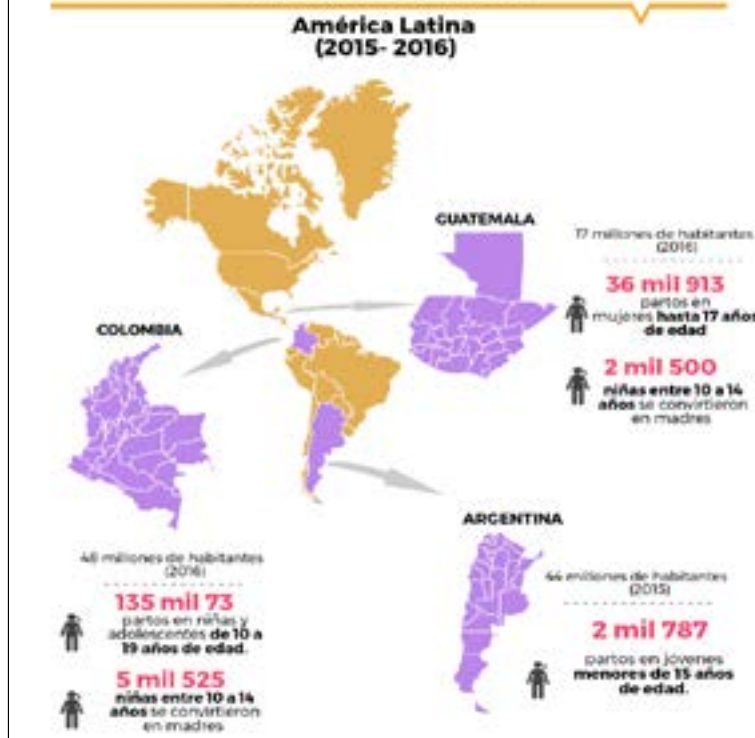 América Latina
(2015- 2016)
GUATEMALA
17 millones de habitantes
(2016)
36 mil 913
partos en
mujeres hasta 17 años
de edad
2 mil 500
niñas entre 10 a 14
años se convirtieron
en madres
COLOMBIA
48 millones de habitantes
(2016)
135 mil 73
partos en niñas y
adolescentes de 10 a
19 años de edad.
5 mil 525
niñas entre 10 a 14
años se convirtieron
en madres
ARGENTINA
44 millones de habitantes
(2015)
2 mil 787
partos en jóvenes
menores de 15 años
de edad.